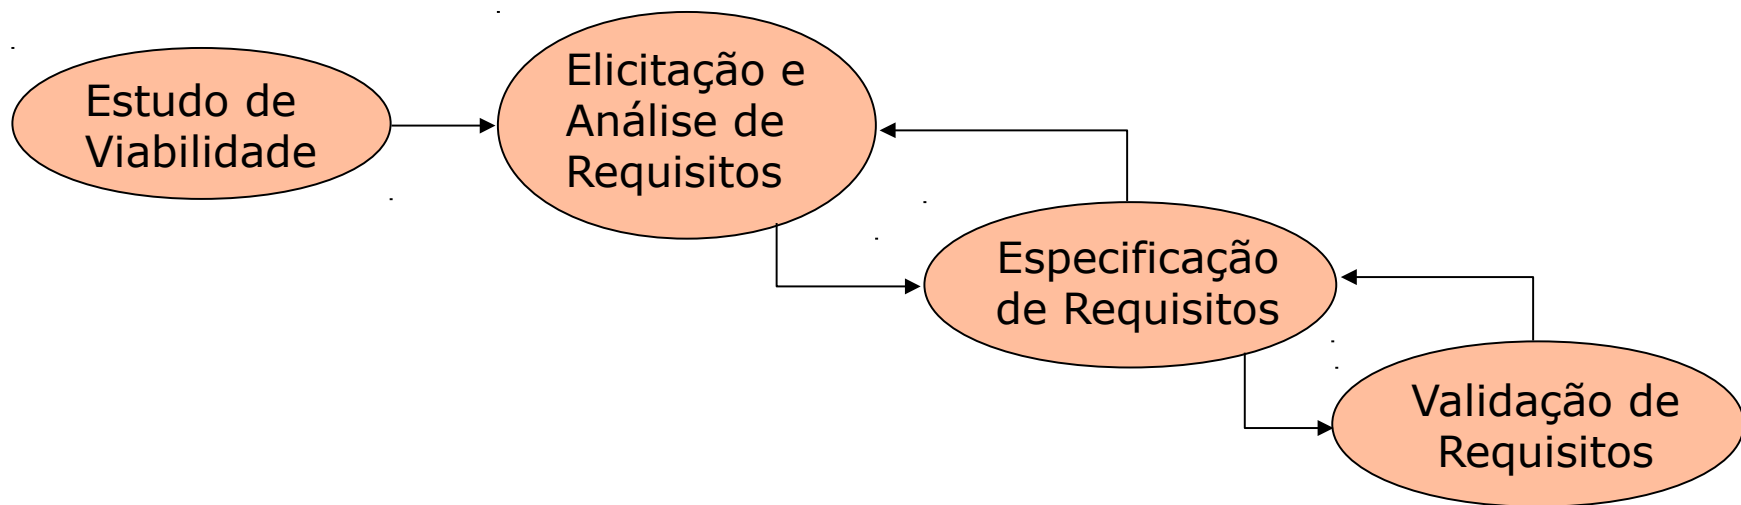 Estudo de
Viabilidade
Elicitação e
Análise de
Requisitos
Especificação
de Requisitos
Validação de
Requisitos